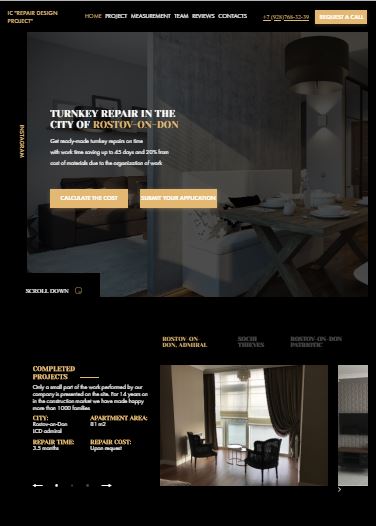 IC "REPAIR DESIGN
PROJECT"
HOME PROJECT MEASUREMENT TEAM REVIEWS CONTACTS
+7 (928)766-32-39
REQUEST A CALL
INSTAGRAM
TURNKEY REPAIR IN THE
CITY OF ROSTOV-ON-DON
Get ready-made turnkey repairs on time
with work time saving up to 45 days and 20% from
cost of materials due to the organization of work
CALCULATE THE COST
SUBMIT YOUR APPLICATION
SCROLL DOWN
ROSTOV-ON-
DON, ADMIRAL
SOCHI
THIEVES
ROSTOV-ON-DON
PATRIOTIC
COMPLETED
PROJECTS
Only a small part of the work performed by our
company is presented on the site. For 14 years on
in the construction market we have made happy
more than 1000 families
CITY:
Rostov-on-Don
LCD admiral
APARTMENT AREA:
81 m2
REPAIR TIME:
3.5 months
REPAIR COST:
Upon request